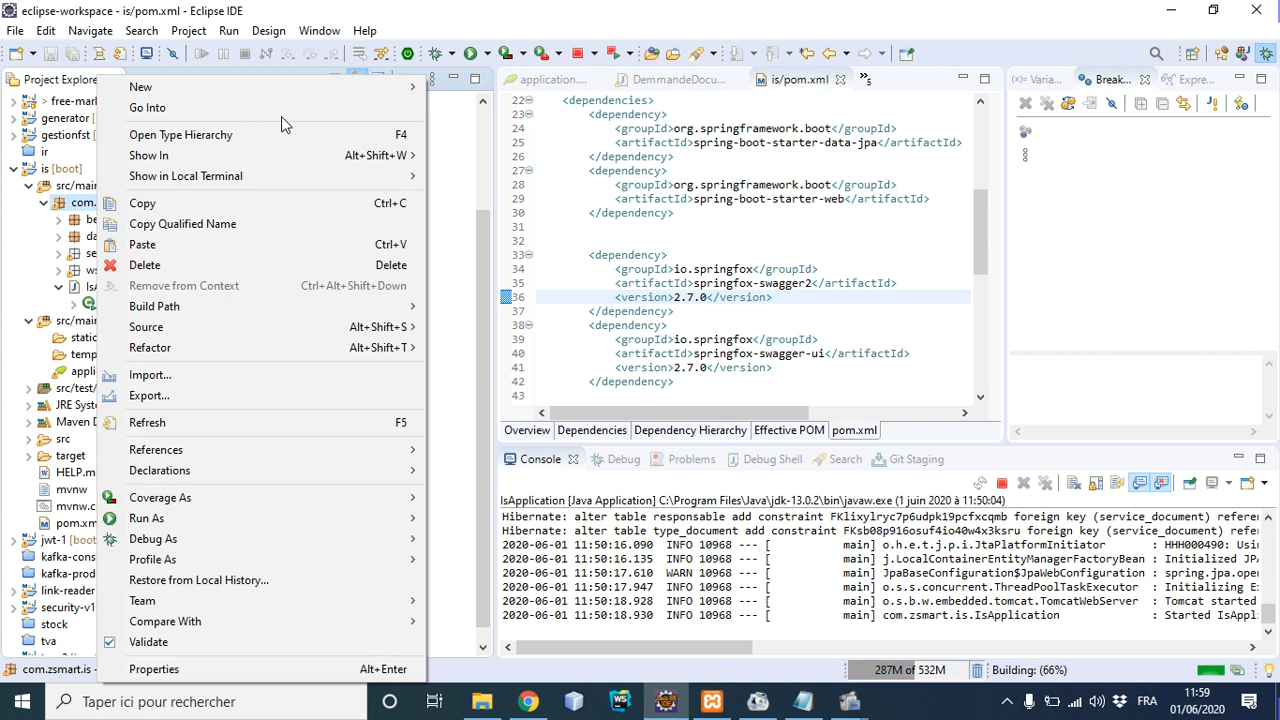 eclipse-workspace - is/pom.xml - Eclipse IDE
File Edit Navigate Search Project Run Design Window Help
Project Explore
> free-mark
generator [
gestionfst
ir
is [boot]
src/mai
com.
be
da
se
ws
Is
src/mai
static
temp
appli
src/test/
JRE Syste
Maven D
src
target
HELP.m
mvnw
mvnw.c
pom.xm
jwt-1 [boot]
kafka-cons
kafka-prod
link-reader
security-v1
stock
tva
New
Go Into
Open Type Hierarchy F4
Show In Alt+Shift+W
Show in Local Terminal
Copy Ctrl+C
Copy Qualified Name
Paste Ctrl+V
Delete Delete
Remove from Context Ctrl+Alt+Shift+Down
Build Path
Source Alt+Shift+S
Refactor Alt+Shift+T
Import...
Export...
Refresh F5
References
Declarations
Coverage As
Run As
Debug As
Profile As
Restore from Local History...
Team
Compare With
Validate
Properties Alt+Enter
application.... DemmandeDocu... is/pom.xml »5
22 <dependencies>
23 <dependency>
24 <groupId>org.springframework.boot</groupId>
25 <artifactId>spring-boot-starter-data-jpa</artifactId>
26 </dependency>
27 <dependency>
28 <groupId>org.springframework.boot</groupId>
29 <artifactId>spring-boot-starter-web</artifactId>
30 </dependency>
31
32
33 <dependency>
34 <groupId>io.springfox</groupId>
35 <artifactId>springfox-swagger2</artifactId>
36 <version>2.7.0</version>
37 </dependency>
38 <dependency>
39 <groupId>io.springfox</groupId>
40 <artifactId>springfox-swagger-ui</artifactId>
41 <version>2.7.0</version>
42 </dependency>
43
Overview Dependencies Dependency Hierarchy Effective POM pom.xml
Varia... Break... Expre...
Console Debug Problems Debug Shell Search Git Staging
IsApplication [Java Application] C:\Program Files\Java\jdk-13.0.2\bin\javaw.exe (1 juin 2020 à 11:50:04)
Hibernate: alter table responsable add constraint FKlixylryc7p6udpk19pcfxcqmb foreign key (service_document) referen
Hibernate: alter table type_document add constraint FKsb08p916osuf4io40w4x3ksru foreign key (service_document) refer
2020-06-01 11:50:16.090 INFO 10968 --- [ main] o.h.e.t.j.p.i.JtaPlatformInitiator : HHH000490: Usi
2020-06-01 11:50:16.135 INFO 10968 --- [ main] j.LocalContainerEntityManagerFactoryBean : Initialized JP
2020-06-01 11:50:17.610 WARN 10968 --- [ main] JpaBaseConfiguration$JpaWebConfiguration : spring.jpa.ope
2020-06-01 11:50:17.947 INFO 10968 --- [ main] o.s.s.concurrent.ThreadPoolTaskExecutor : Initializing E
2020-06-01 11:50:18.928 INFO 10968 --- [ main] o.s.b.w.embedded.tomcat.TomcatWebServer : Tomcat started
2020-06-01 11:50:18.930 INFO 10968 --- [ main] com.zsmart.is.IsApplication : Started IsAppl
com.zsmart.is - 287M of 532M Building: (66%)
Taper ici pour rechercher
FRA
11:59
01/06/2020